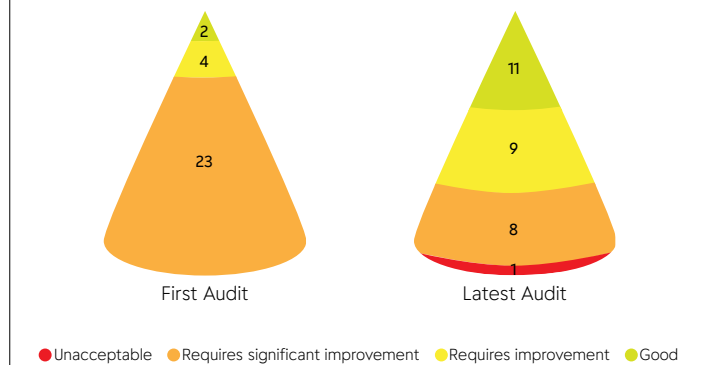 2
4
23
First Audit
11
9
8
1
Latest Audit
Unacceptable Requires significant improvement Requires improvement Good